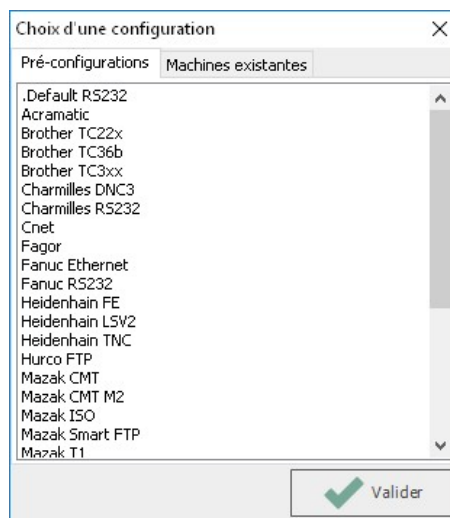 Choix d'une configuration
Pré-configurations Machines existantes
.Default RS232
Acramatic
Brother TC22x
Brother TC36b
Brother TC3xx
Charmilles DNC3
Charmilles RS232
Cnet
Fagor
Fanuc Ethernet
Fanuc RS232
Heidenhain FE
Heidenhain LSV2
Heidenhain TNC
Hurco FTP
Mazak CMT
Mazak CMT M2
Mazak ISO
Mazak Smart FTP
Mazak T1
Valider